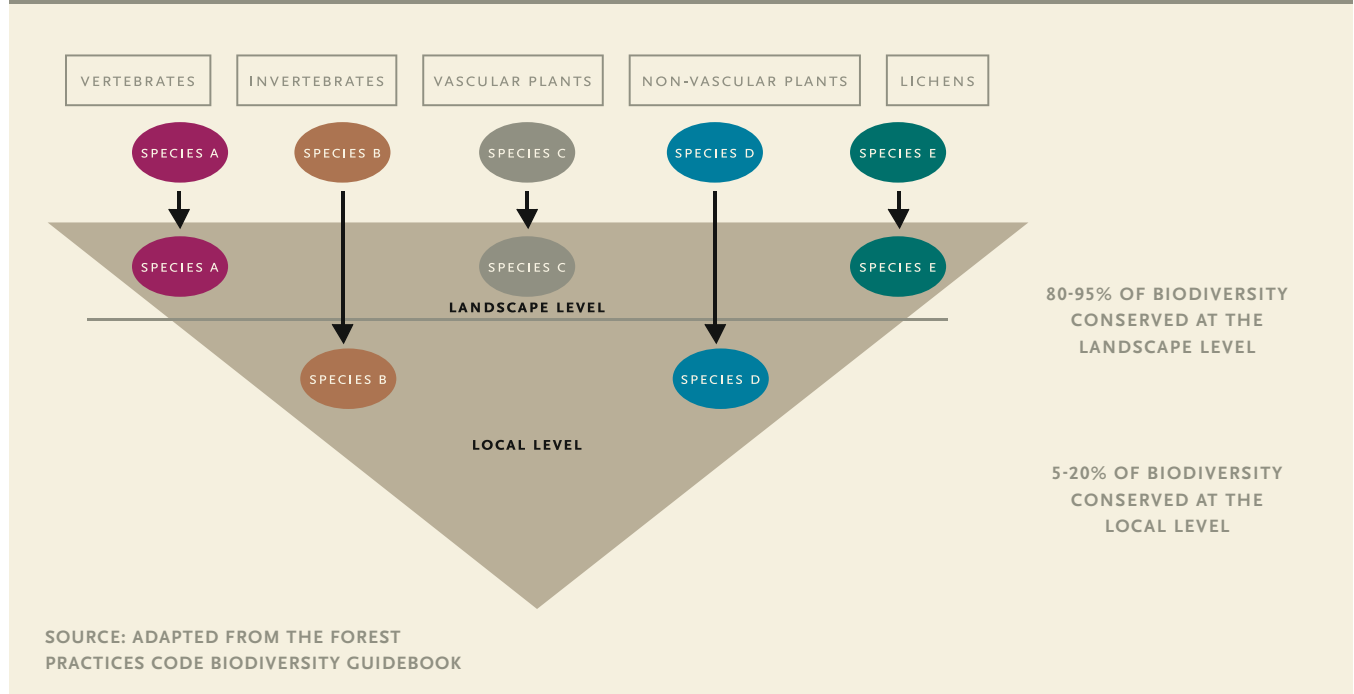 VERTEBRATES
INVERTEBRATES
VASCULAR PLANTS
NON-VASCULAR PLANTS
LICHENS
SPECIES A
SPECIES B
SPECIES C
SPECIES D
SPECIES E
SPECIES A
SPECIES C
SPECIES E
LANDSCAPE LEVEL
80-95% OF BIODIVERSITY
CONSERVED AT THE
LANDSCAPE LEVEL
SPECIES B
SPECIES D
LOCAL LEVEL
5-20% OF BIODIVERSITY
CONSERVED AT THE
LOCAL LEVEL
SOURCE: ADAPTED FROM THE FOREST
PRACTICES CODE BIODIVERSITY GUIDEBOOK